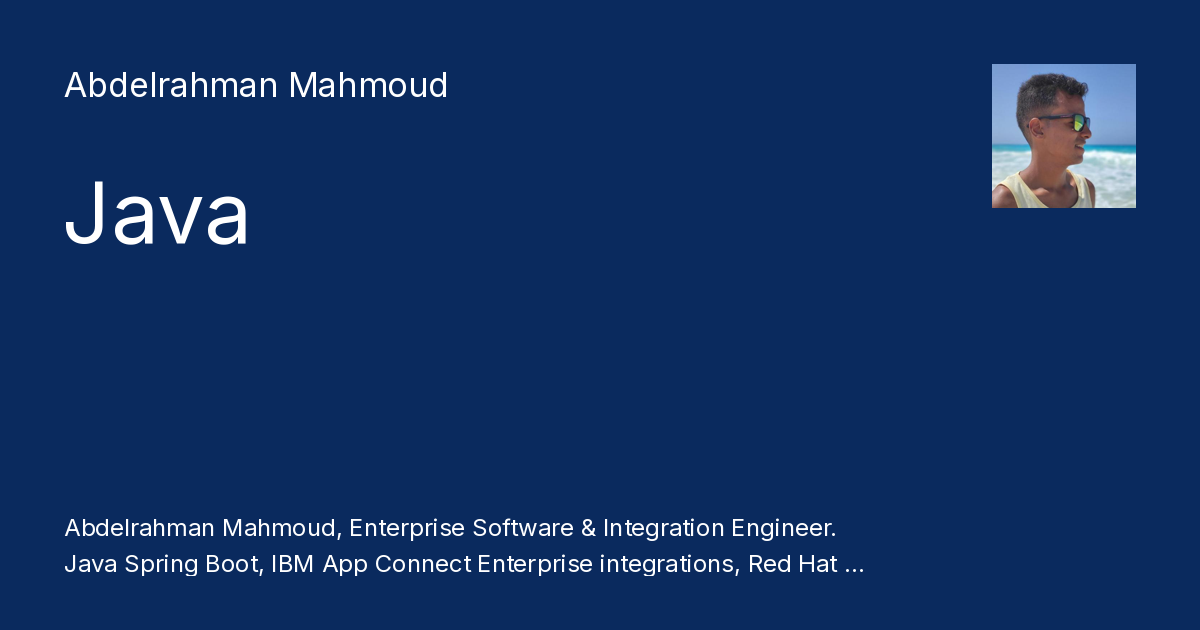 Abdelrahman Mahmoud
Java
Abdelrahman Mahmoud, Enterprise Software & Integration Engineer.
Java Spring Boot, IBM App Connect Enterprise integrations, Red Hat ...